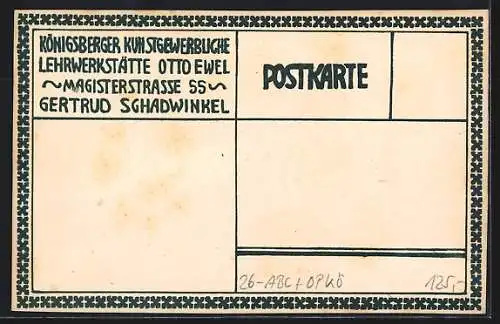 KÖNIGSBERGER KUNSTGEWERBLICHE
LEHRWERKSTÄTTE OTTO EWEL
~MAGISTERSTRASSE 55~
GERTRUD SCHADWINKEL
POSTKARTE
26-ABC + OPKÖ
125,-